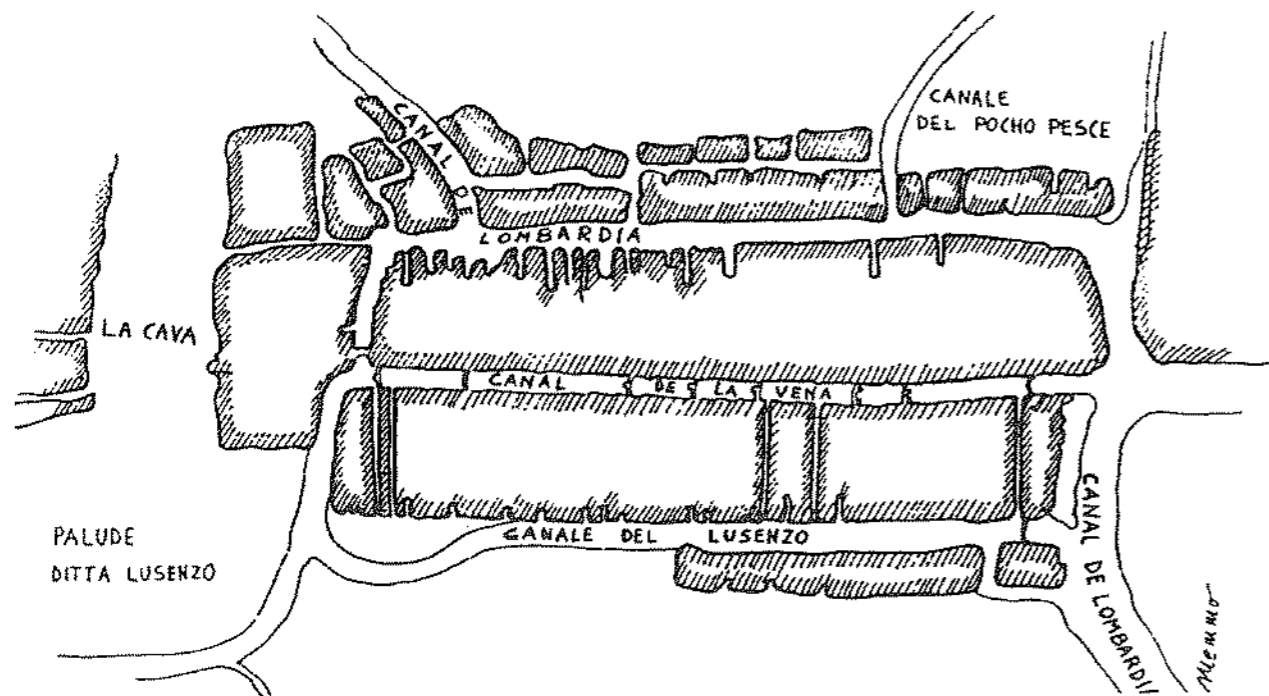 CANAL DE LOMBARDIA
CANALE
DEL POCHO PESCE
LA CAVA
CANAL DE LA VENA
CANALE DEL LUSENZO
PALUDE
DITTA LUSENZO
CANAL DE LOMBARDIA
Memmo